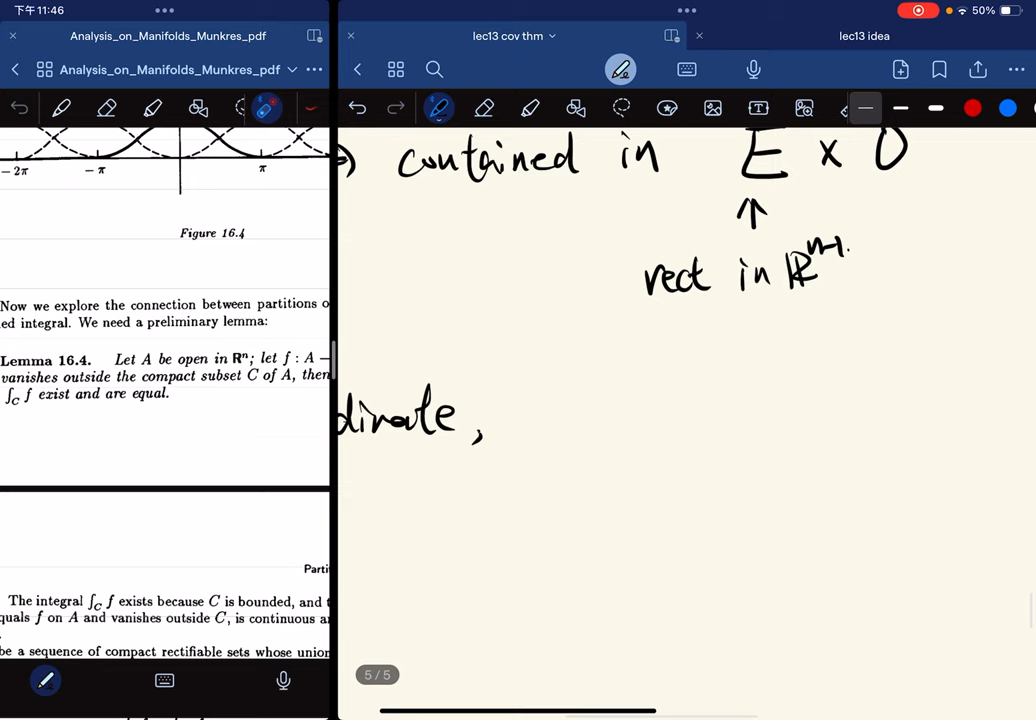 下午11:46
50%
Analysis_on_Manifolds_Munkres_pdf
lec13 cov thm
lec13 idea
Analysis_on_Manifolds_Munkres_pdf
T
− 2π
− π
π
Figure 16.4
Now we explore the connection between partitions o
ed integral. We need a preliminary lemma:
Lemma 16.4. Let A be open in Rⁿ; let f : A −
vanishes outside the compact subset C of A, then
∫_C f exist and are equal.
Parti
The integral ∫_C f exists because C is bounded, and t
quals f on A and vanishes outside C, is continuous a
be a sequence of compact rectifiable sets whose union
) contained in E × 0
↑
rect in ℝⁿ⁻¹.
dinate,
5 / 5